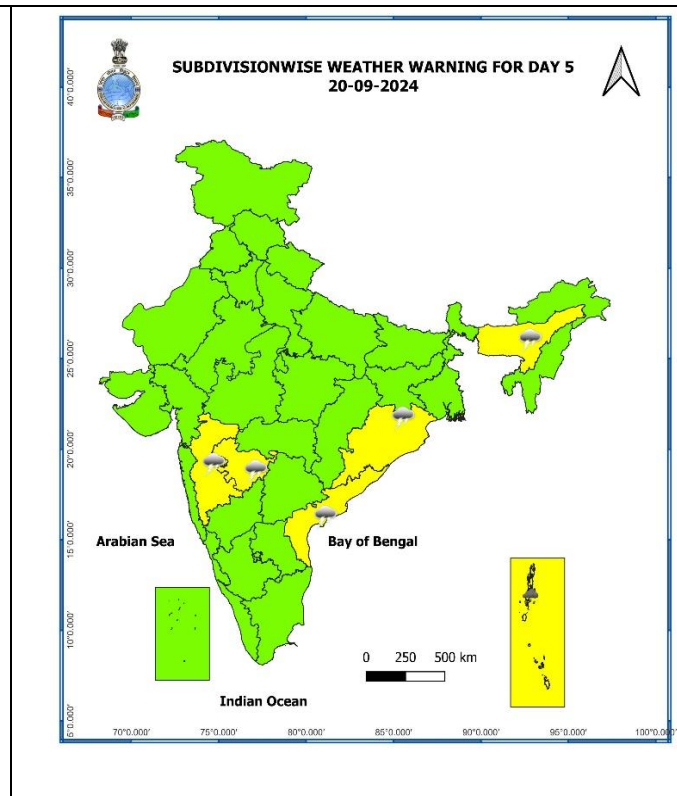 SUBDIVISIONWISE WEATHER WARNING FOR DAY 5
20-09-2024
40°0.000'
35°0.000'
30°0.000'
25°0.000'
20°0.000'
15°0.000'
10°0.000'
5°0.000'
Arabian Sea
Bay of Bengal
0 250 500 km
Indian Ocean
70°0.000' 75°0.000' 80°0.000' 85°0.000' 90°0.000' 95°0.000' 100°0.000'